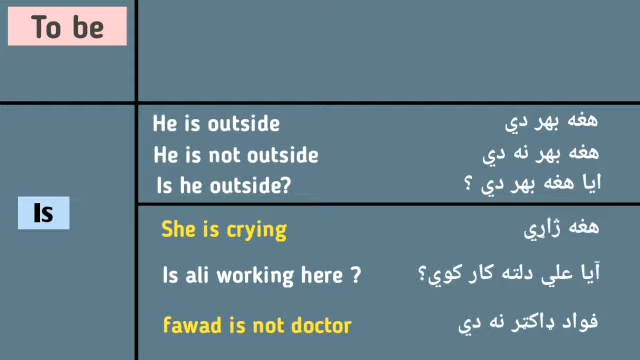 To be
He is outside هغه بهر دي
He is not outside هغه بهر نه دي
Is he outside? ایا هغه بهر دي ؟
Is
She is crying هغه ژاړي
Is ali working here ? آیا علي دلته کار کوي؟
fawad is not doctor فواد ډاکټر نه دي